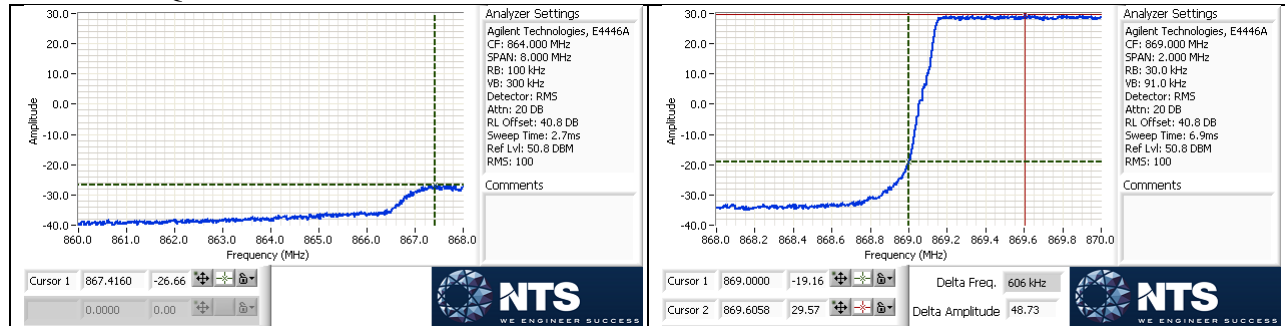 30.0
20.0
10.0
0.0
-10.0
-20.0
-30.0
-40.0
Amplitude
860.0 861.0 862.0 863.0 864.0 865.0 866.0 867.0 868.0
Frequency (MHz)
Analyzer Settings
Agilent Technologies, E4446A
CF: 864.000 MHz
SPAN: 8.000 MHz
RB: 100 kHz
VB: 300 kHz
Detector: RMS
Attn: 20 DB
RL Offset: 40.8 DB
Sweep Time: 2.7ms
Ref Lvl: 50.8 DBM
RMS: 100
Comments
Cursor 1 867.4160 -26.66
0.0000 0.00
NTS
WE ENGINEER SUCCESS
30.0
20.0
10.0
0.0
-10.0
-20.0
-30.0
-40.0
Amplitude
868.0 868.2 868.4 868.6 868.8 869.0 869.2 869.4 869.6 869.8 870.0
Frequency (MHz)
Analyzer Settings
Agilent Technologies, E4446A
CF: 869.000 MHz
SPAN: 2.000 MHz
RB: 30.0 kHz
VB: 91.0 kHz
Detector: RMS
Attn: 20 DB
RL Offset: 40.8 DB
Sweep Time: 6.9ms
Ref Lvl: 50.8 DBM
RMS: 100
Comments
Cursor 1 869.0000 -19.16
Cursor 2 869.6058 29.57
Delta Freq. 606 kHz
Delta Amplitude 48.73
NTS
WE ENGINEER SUCCESS